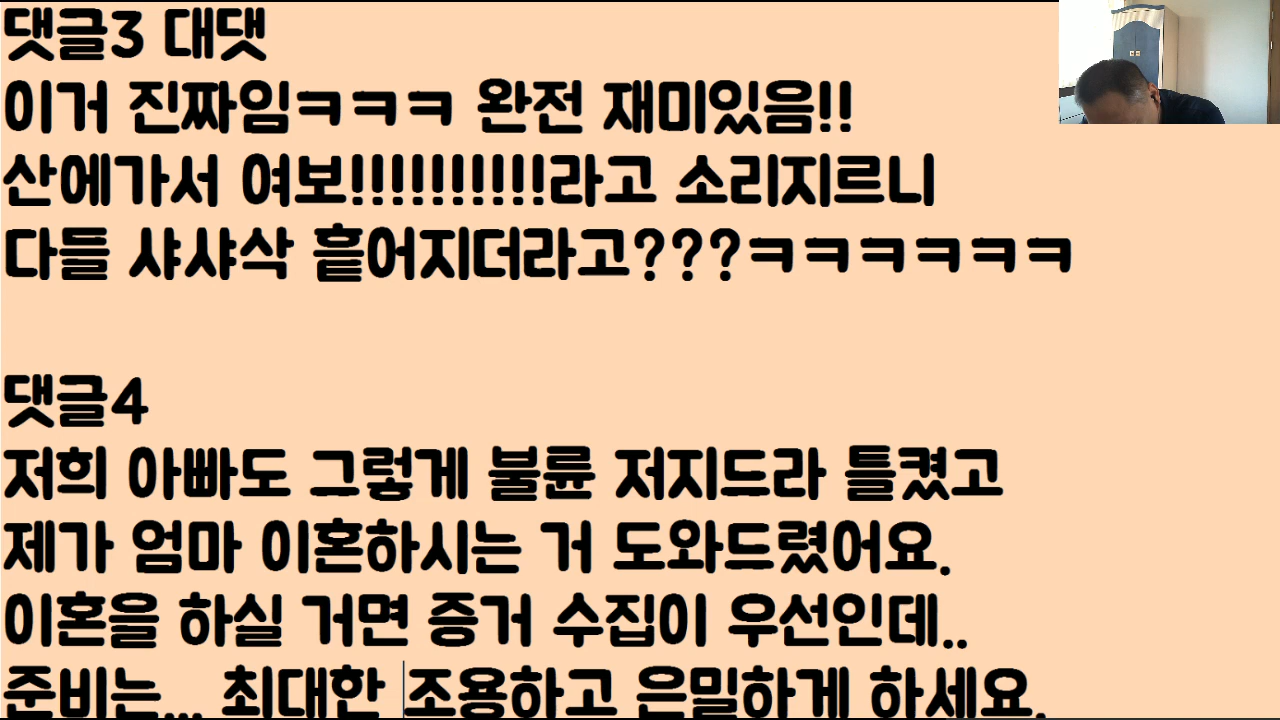 댓글3 대댓
이거 진짜임ㅋㅋㅋ 완전 재미있음!!
산에가서 여보!!!!!!!!!!라고 소리지르니
다들 샤샤삭 흩어지더라고???ㅋㅋㅋㅋㅋㅋ
댓글4
저희 아빠도 그렇게 불륜 저지드라 틀켰고
제가 엄마 이혼하시는 거 도와드렸어요.
이혼을 하실 거면 증거 수집이 우선인데..
준비는... 최대한 조용하고 은밀하게 하세요.